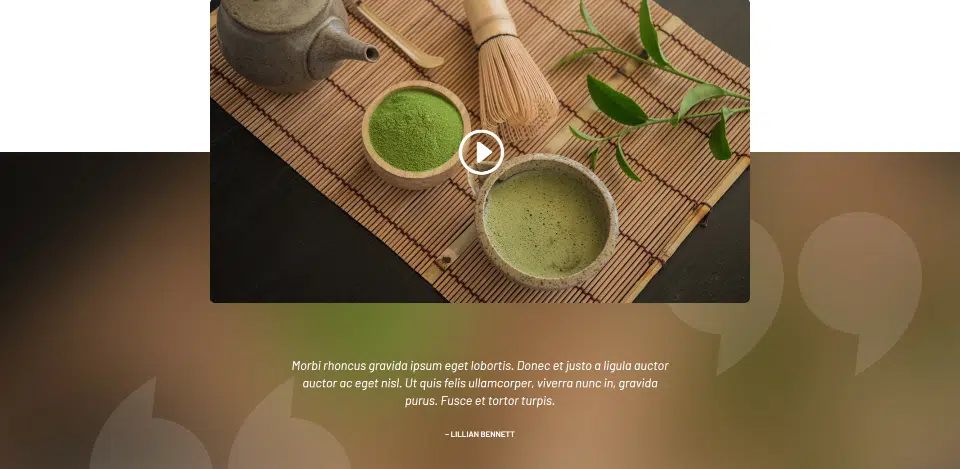 Morbi rhoncus gravida ipsum eget lobortis. Donec et justo a ligula auctor
auctor ac eget nisl. Ut quis felis ullamcorper, viverra nunc in, gravida
purus. Fusce et tortor turpis.
– LILLIAN BENNETT